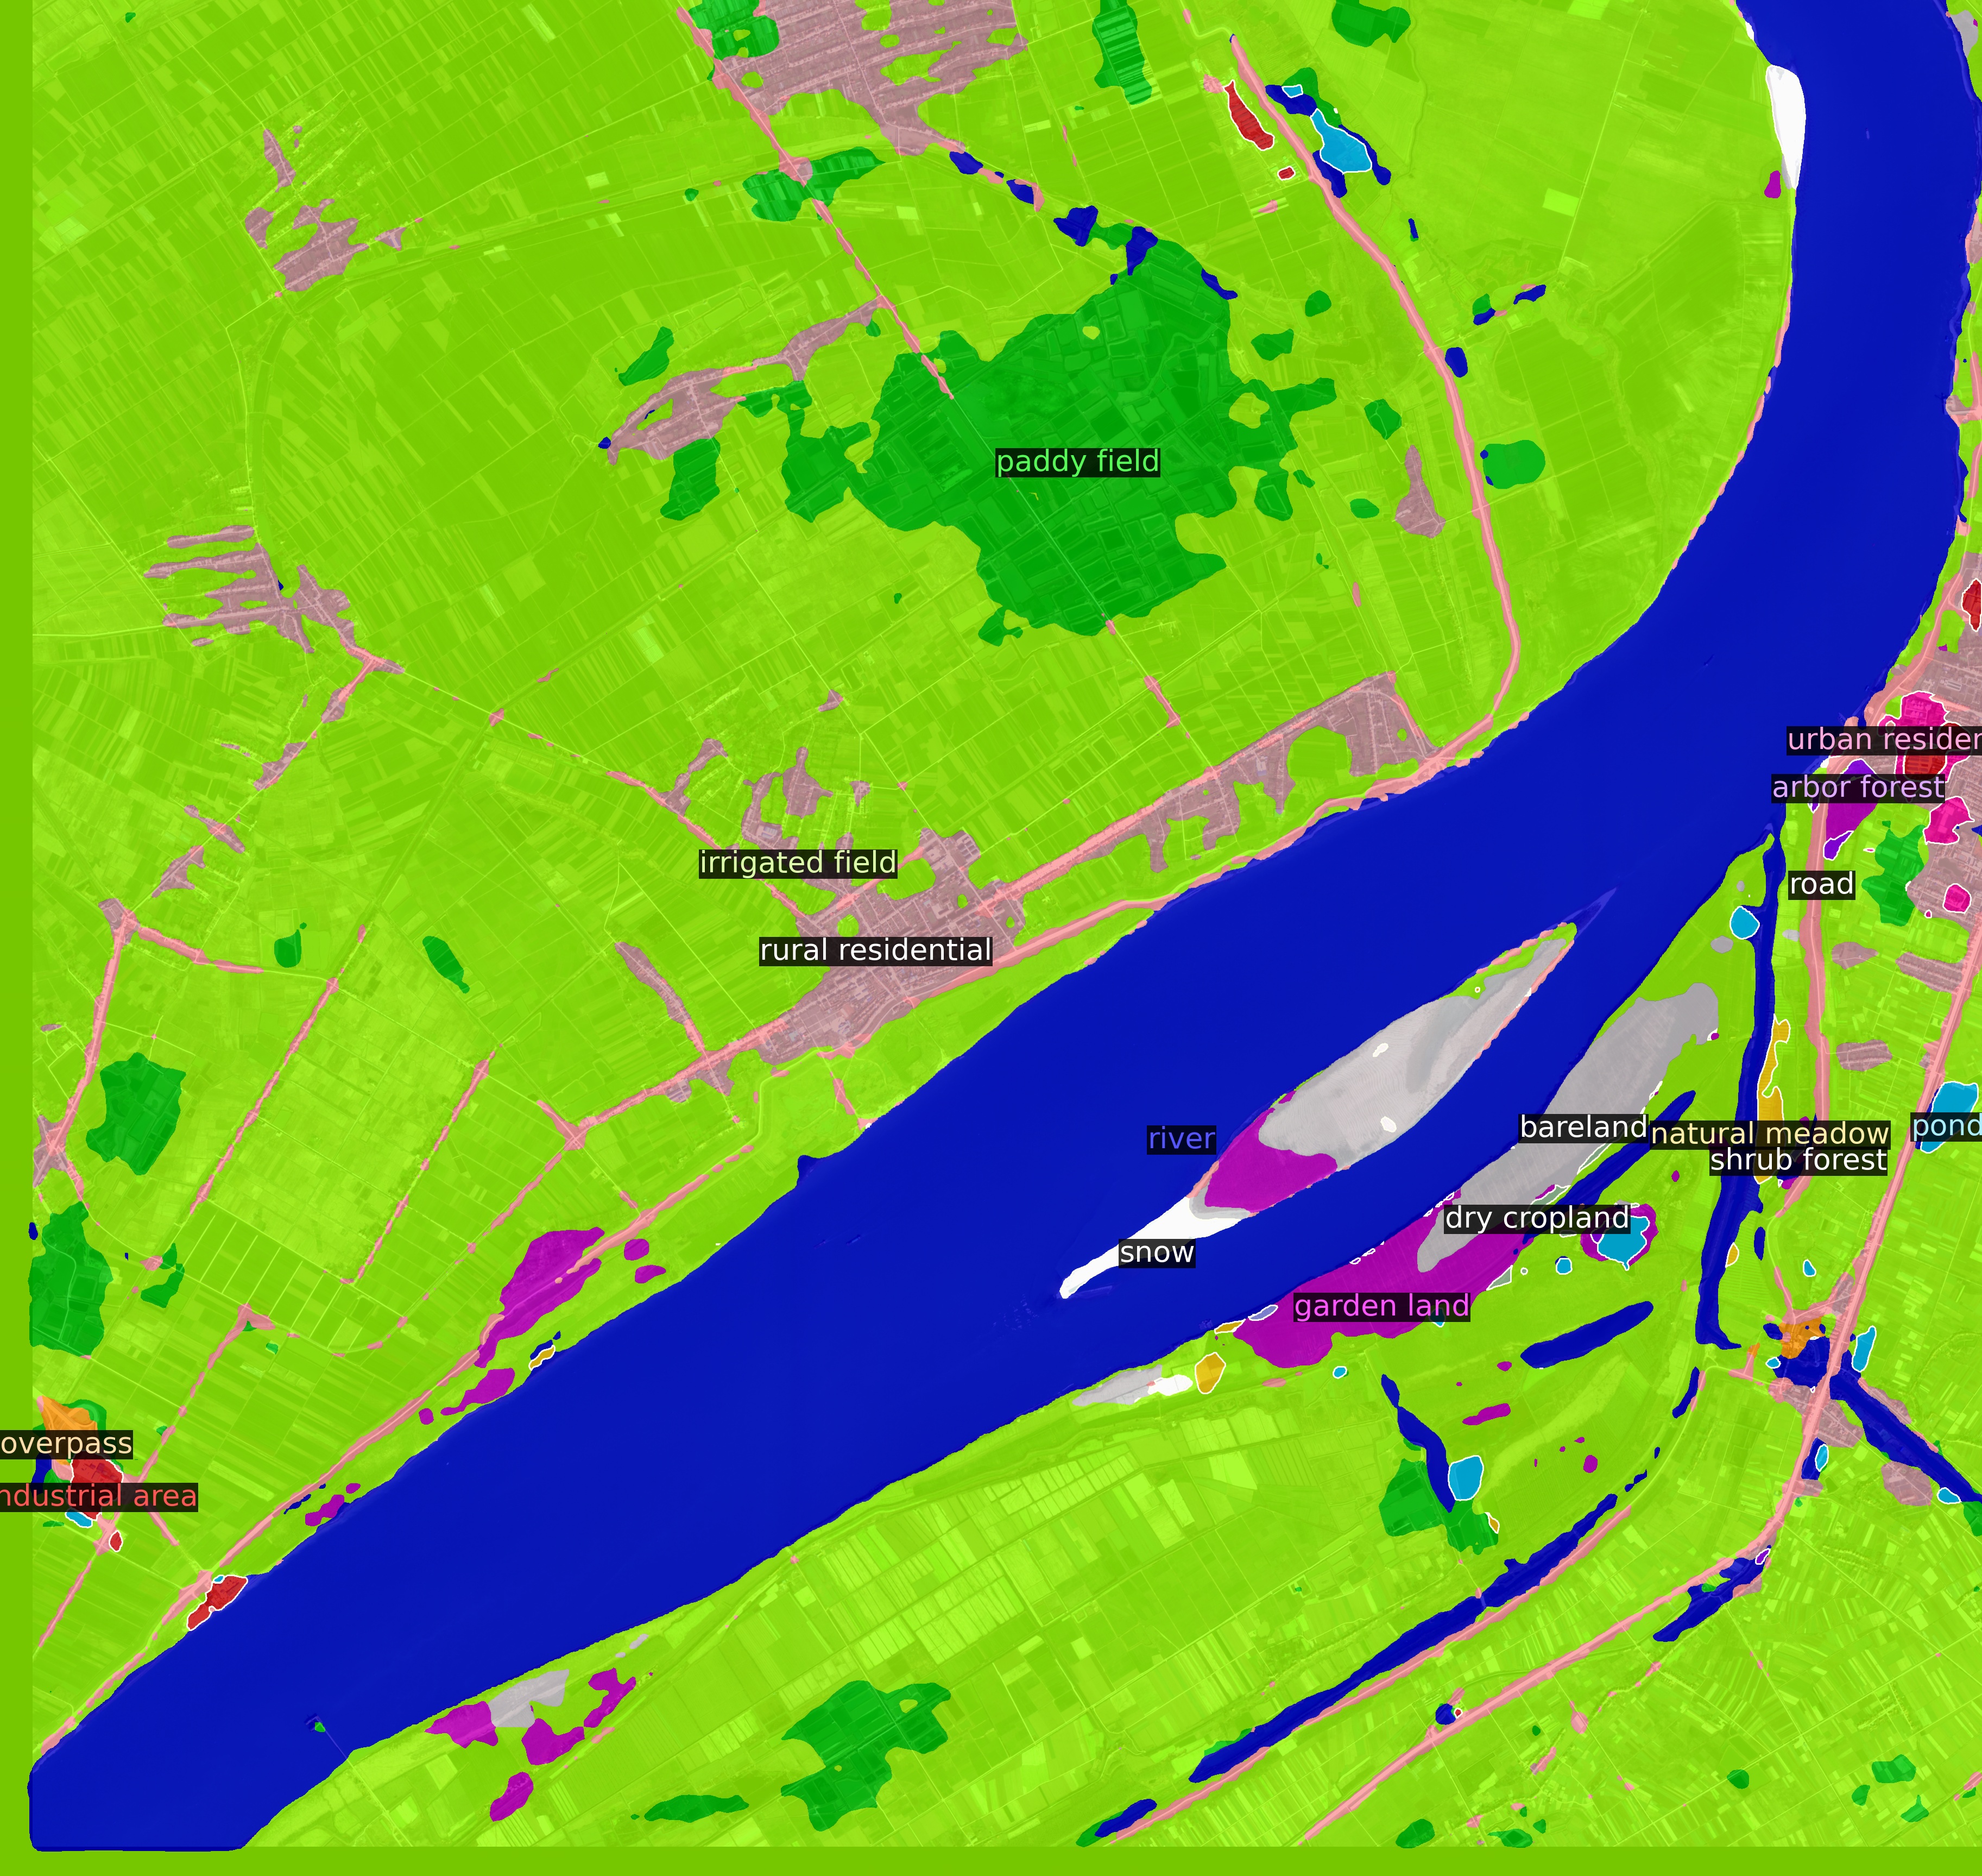 paddy field
urban residen
arbor forest
irrigated field
road
rural residential
bareland
pond
natural meadow
river
shrub forest
dry cropland
snow
garden land
overpass
ndustrial area